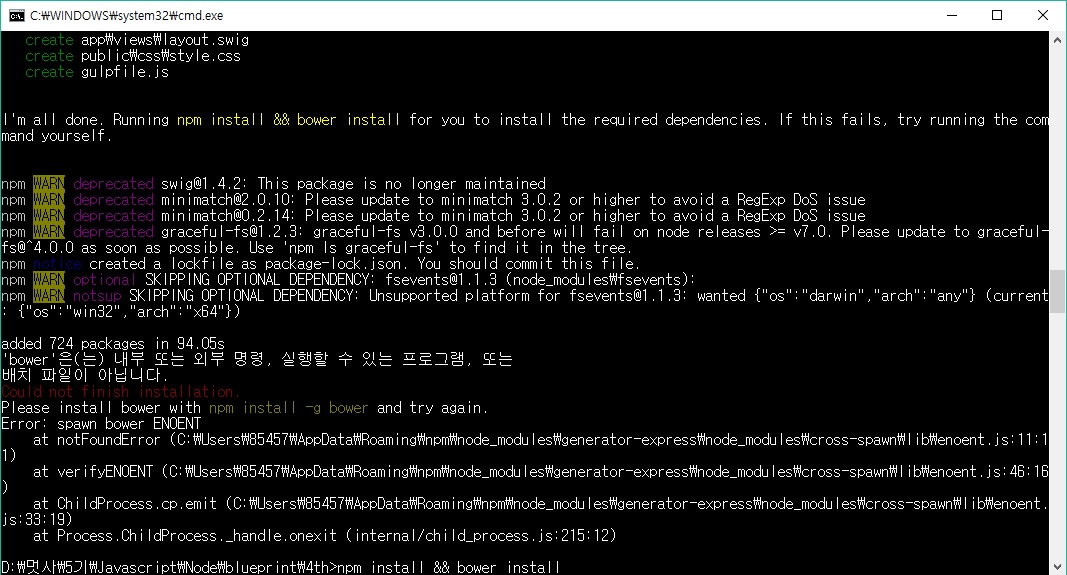 C:₩WINDOWS₩system32₩cmd.exe
create app₩views₩layout.swig
create public₩css₩style.css
create gulpfile.js
I'm all done. Running npm install && bower install for you to install the required dependencies. If this fails, try running the com
mand yourself.
npm WARN deprecated swig@1.4.2: This package is no longer maintained
npm WARN deprecated minimatch@2.0.10: Please update to minimatch 3.0.2 or higher to avoid a RegExp DoS issue
npm WARN deprecated minimatch@0.2.14: Please update to minimatch 3.0.2 or higher to avoid a RegExp DoS issue
npm WARN deprecated graceful-fs@1.2.3: graceful-fs v3.0.0 and before will fail on node releases >= v7.0. Please update to graceful-
fs@^4.0.0 as soon as possible. Use 'npm ls graceful-fs' to find it in the tree.
npm notice created a lockfile as package-lock.json. You should commit this file.
npm WARN optional SKIPPING OPTIONAL DEPENDENCY: fsevents@1.1.3 (node_modules₩fsevents):
npm WARN notsup SKIPPING OPTIONAL DEPENDENCY: Unsupported platform for fsevents@1.1.3: wanted {"os":"darwin","arch":"any"} (current
: {"os":"win32","arch":"x64"})
added 724 packages in 94.05s
'bower'은(는) 내부 또는 외부 명령, 실행할 수 있는 프로그램, 또는
배치 파일이 아닙니다.
Could not finish installation.
Please install bower with npm install -g bower and try again.
Error: spawn bower ENOENT
at notFoundError (C:₩Users₩85457₩AppData₩Roaming₩npm₩node_modules₩generator-express₩node_modules₩cross-spawn₩lib₩enoent.js:11:1
1)
at verifyENOENT (C:₩Users₩85457₩AppData₩Roaming₩npm₩node_modules₩generator-express₩node_modules₩cross-spawn₩lib₩enoent.js:46:16
)
at ChildProcess.cp.emit (C:₩Users₩85457₩AppData₩Roaming₩npm₩node_modules₩generator-express₩node_modules₩cross-spawn₩lib₩enoent.
js:33:19)
at Process.ChildProcess._handle.onexit (internal/child_process.js:215:12)
D:₩멋사₩5기₩Javascript₩Node₩blueprint₩4th>npm install && bower install